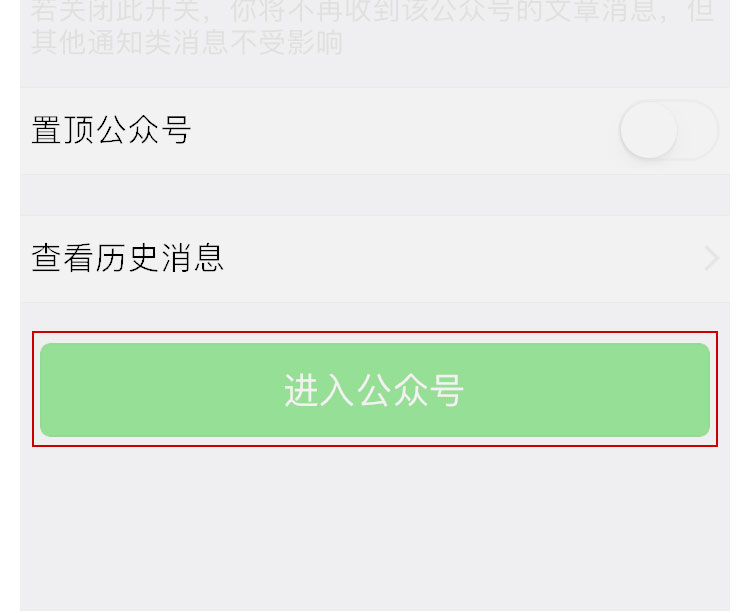 若关闭此开关，你将不再收到该公众号的文章消息，但
其他通知类消息不受影响
置顶公众号
查看历史消息
进入公众号